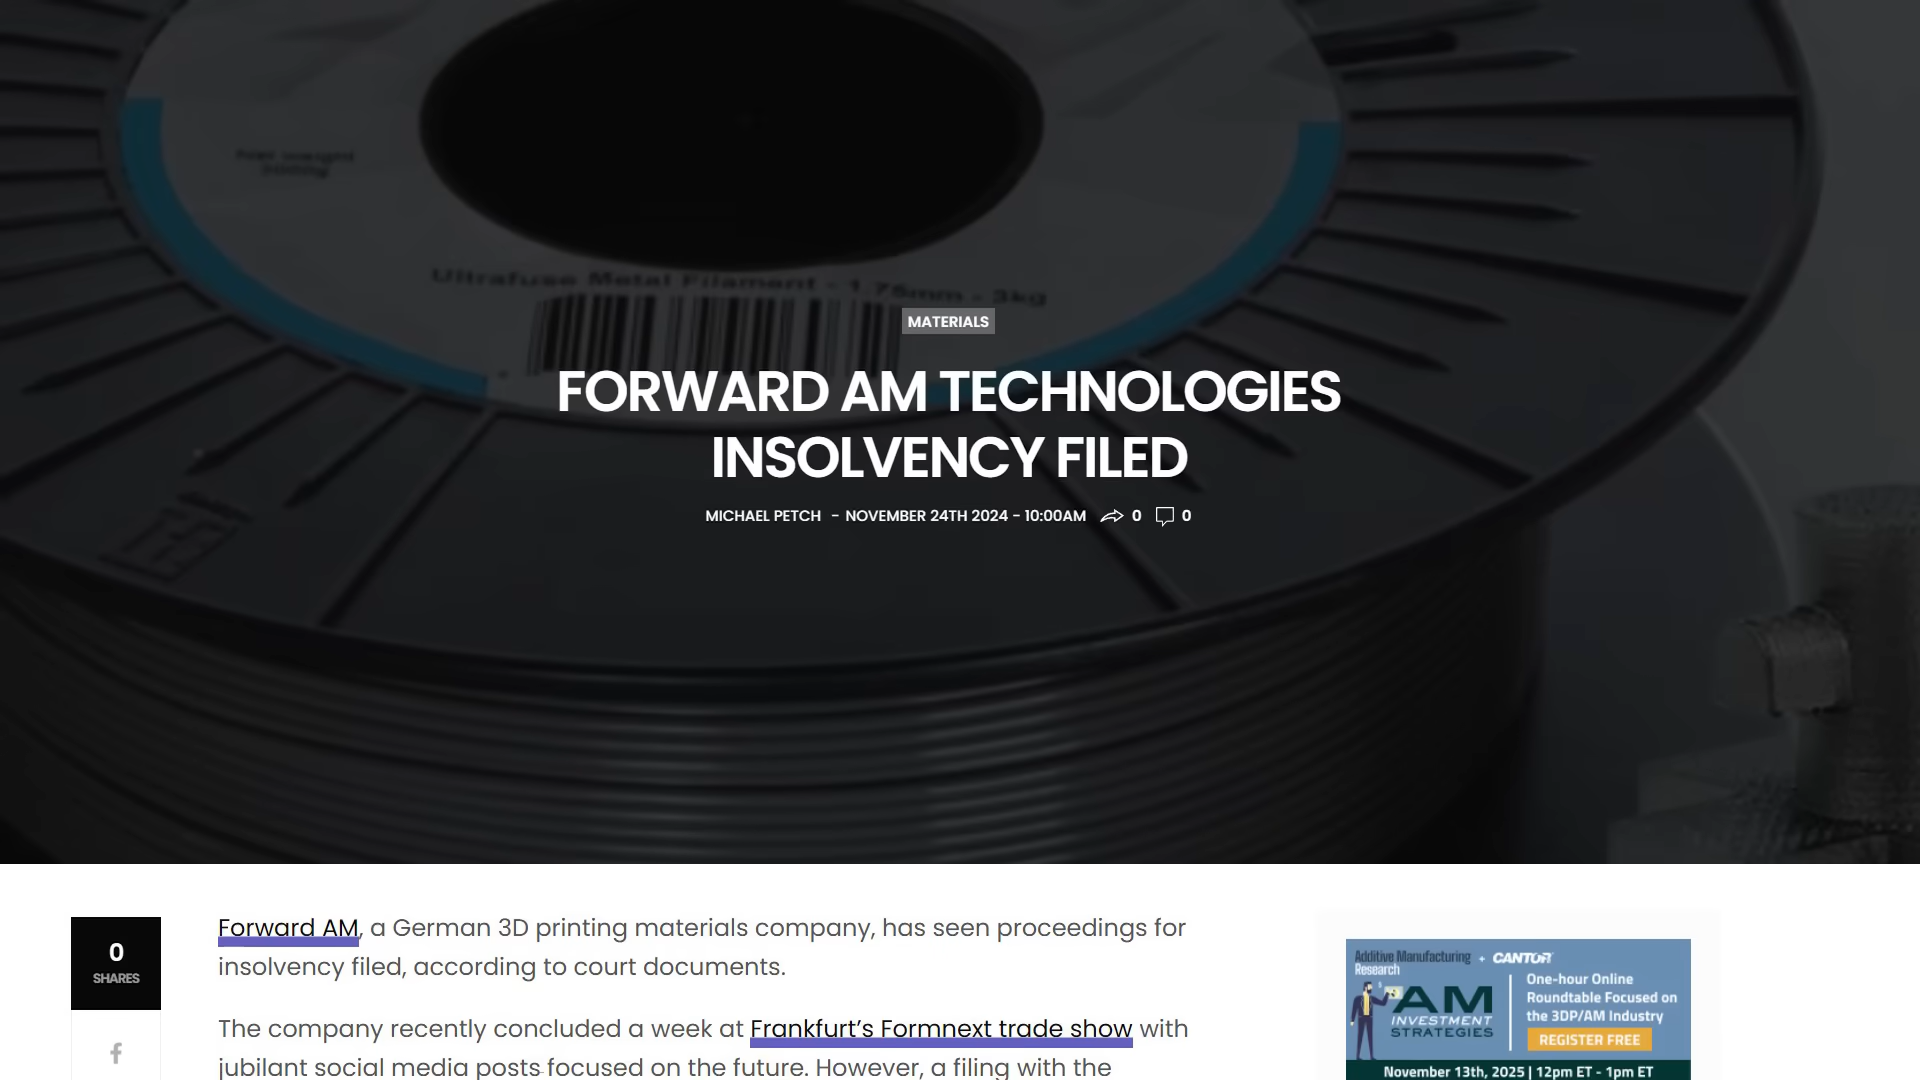 Net weight
3000g
Ultrafuse Metal Filament - 1.75mm - 3kg
MATERIALS
FORWARD AM TECHNOLOGIES
INSOLVENCY FILED
MICHAEL PETCH - NOVEMBER 24TH 2024 - 10:00AM 0 0
0
SHARES
Forward AM, a German 3D printing materials company, has seen proceedings for
insolvency filed, according to court documents.
The company recently concluded a week at Frankfurt’s Formnext trade show with
jubilant social media posts focused on the future. However, a filing with the
Additive Manufacturing
Research
+ CANTOR
AM
INVESTMENT
STRATEGIES
One-hour Online
Roundtable Focused on
the 3DP/AM Industry
REGISTER FREE
November 13th, 2025 | 12pm ET - 1pm ET